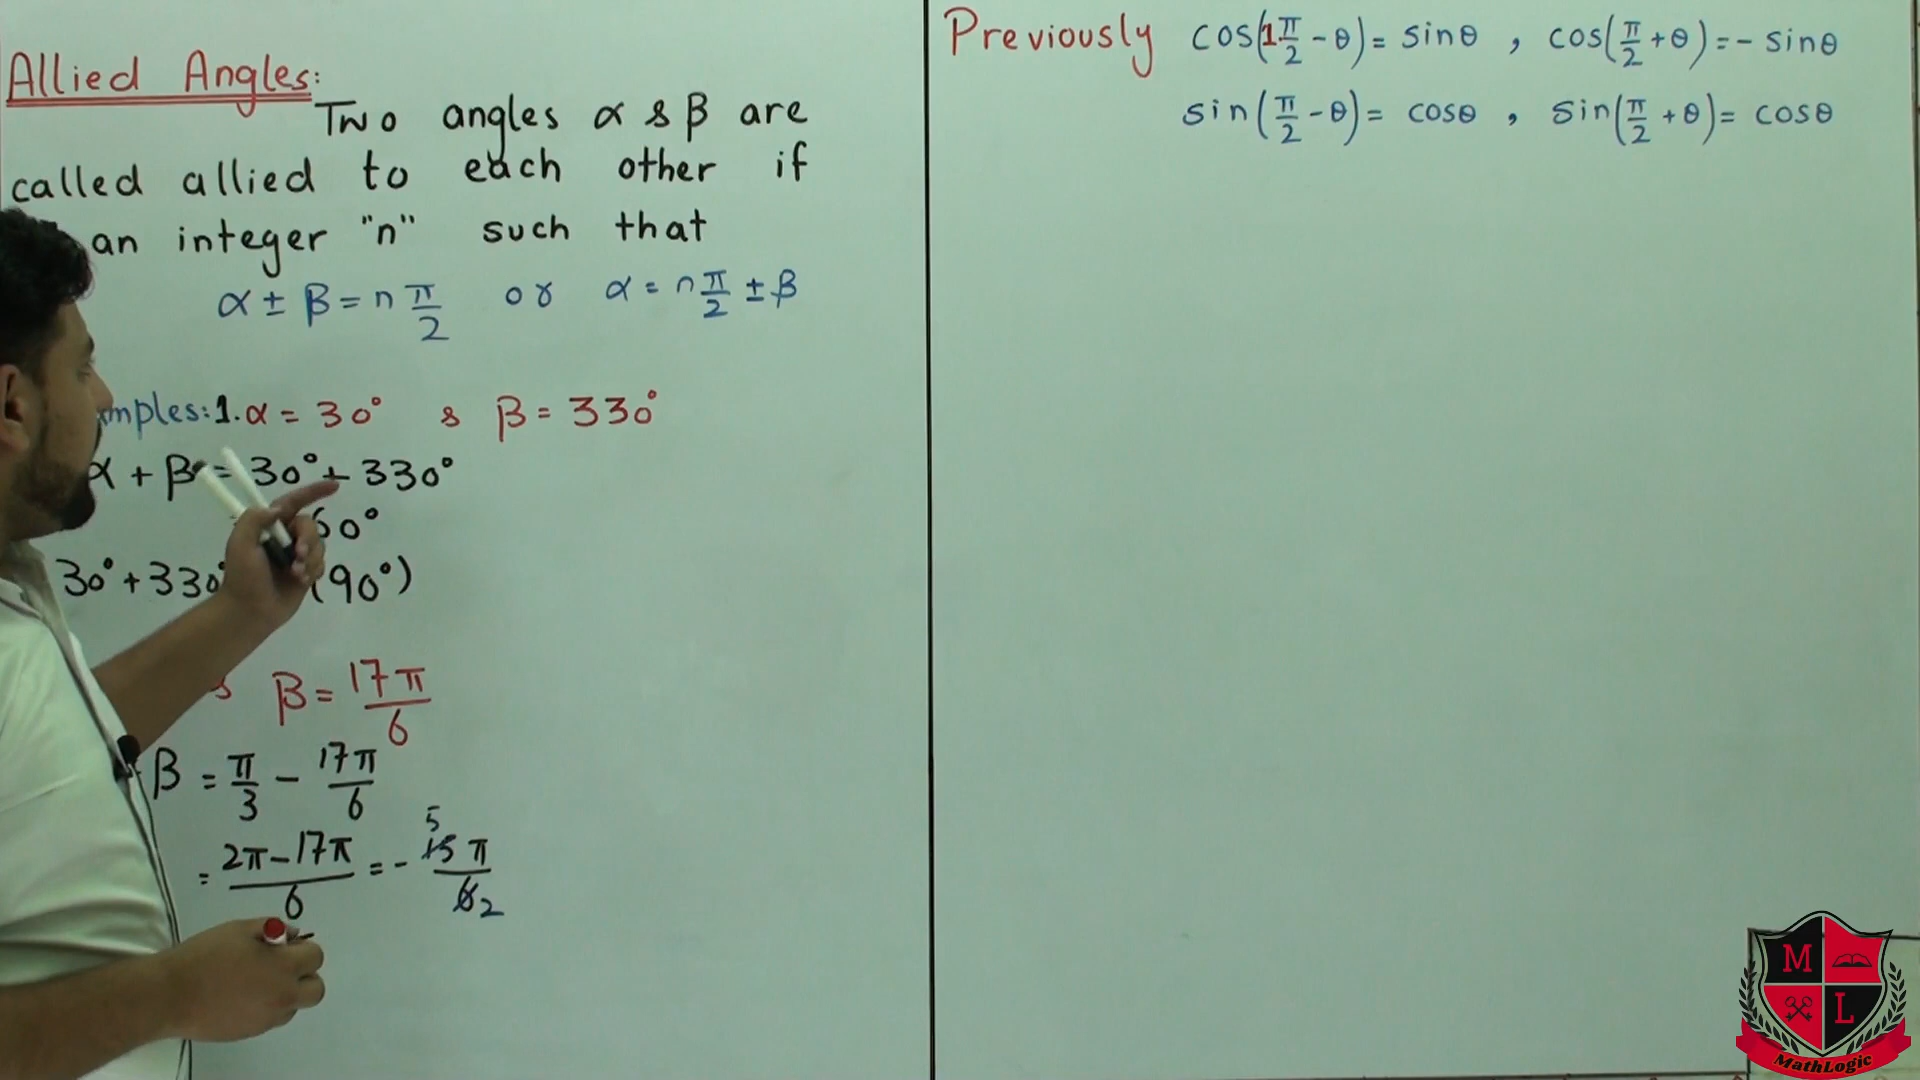 Allied Angles:
Two angles α & β are
called allied to each other if
an integer "n" such that
α ± β = n π/2 or α = n π/2 ± β
mples: 1. α = 30° & β = 330°
α + β = 30° + 330°
60°
30° + 330° (90°)
& β = 17π/6
β = π/3 - 17π/6
= (2π - 17π)/6 = - 15π/6 5 2
Previously cos(1π/2 - θ) = sinθ , cos(π/2 + θ) = - sinθ
sin(π/2 - θ) = cosθ , sin(π/2 + θ) = cosθ
M L
MathLogic